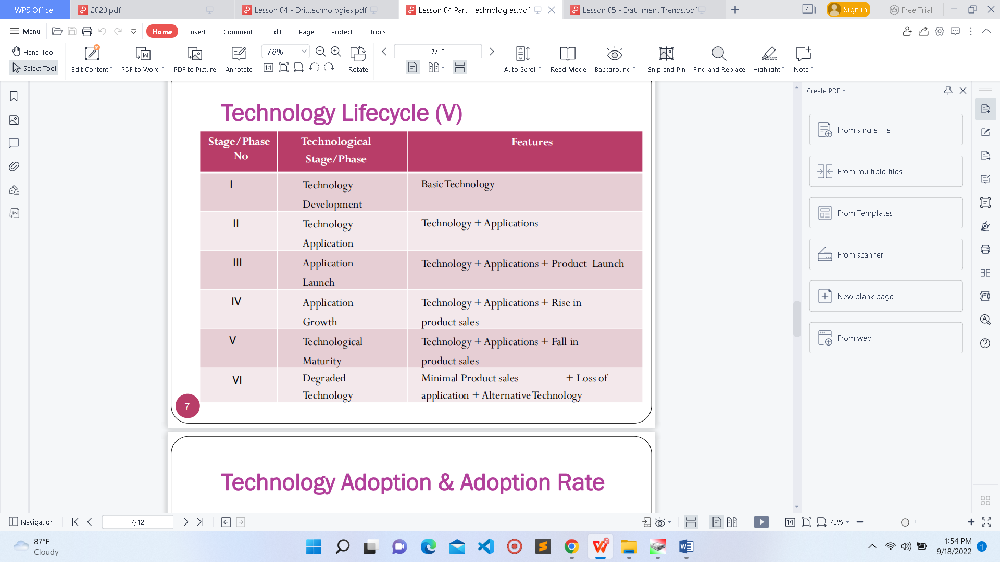 WPS Office
2020.pdf
Lesson 04 - Dri...echnologies.pdf
Lesson 04 Part ...echnologies.pdf
Lesson 05 - Dat...ment Trends.pdf
4
Sign in
Free Trial
Menu
Home
Insert
Comment
Edit
Page
Protect
Tools
Hand Tool
Select Tool
Edit Content
PDF to Word
PDF to Picture
Annotate
78%
1:1
Rotate
7/12
Auto Scroll
Read Mode
Background
Snip and Pin
Find and Replace
Highlight
Note
Technology Lifecycle (V)
Stage/Phase
No
Technological
Stage/Phase
Features
I
Technology
Development
Basic Technology
II
Technology
Application
Technology + Applications
III
Application
Launch
Technology + Applications + Product Launch
IV
Application
Growth
Technology + Applications + Rise in
product sales
V
Technological
Maturity
Technology + Applications + Fall in
product sales
VI
Degraded
Technology
Minimal Product sales + Loss of
application + Alternative Technology
7
Technology Adoption & Adoption Rate
Create PDF
From single file
From multiple files
From Templates
From scanner
New blank page
From web
Navigation
7/12
1:1
78%
87°F
Cloudy
1:54 PM
9/18/2022
1